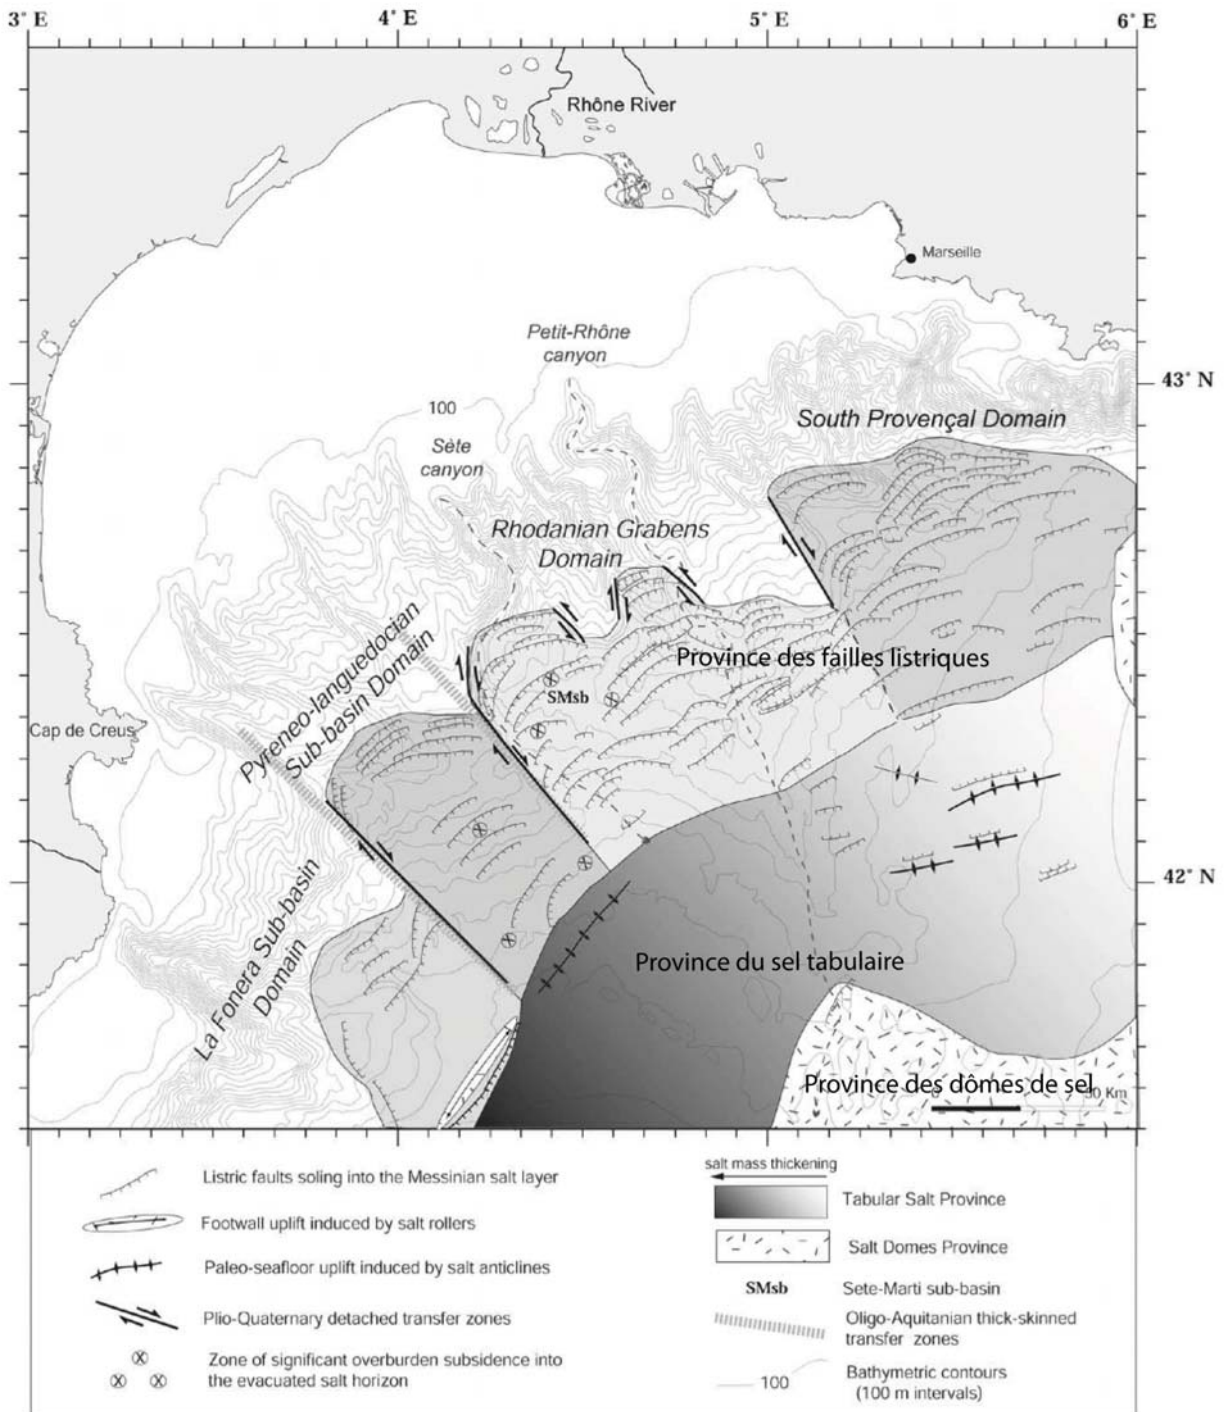 3° E
4° E
5° E
6° E
Rhône River
Marseille
Petit-Rhône
canyon
43° N
100
South Provençal Domain
Sète
canyon
Rhodanian Grabens
Domain
Pyreneo-languedocian
Sub-basin Domain
Province des failles listriques
SMsb
Cap de Creus
42° N
La Fonera Sub-basin
Domain
Province du sel tabulaire
Province des dômes de sel
Km
Listric faults soling into the Messinian salt layer
Footwall uplift induced by salt rollers
Paleo-seafloor uplift induced by salt anticlines
Plio-Quaternary detached transfer zones
Zone of significant overburden subsidence into
the evacuated salt horizon
salt mass thickening
Tabular Salt Province
Salt Domes Province
SMsb
Sete-Marti sub-basin
Oligo-Aquitanian thick-skinned
transfer zones
100
Bathymetric contours
(100 m intervals)